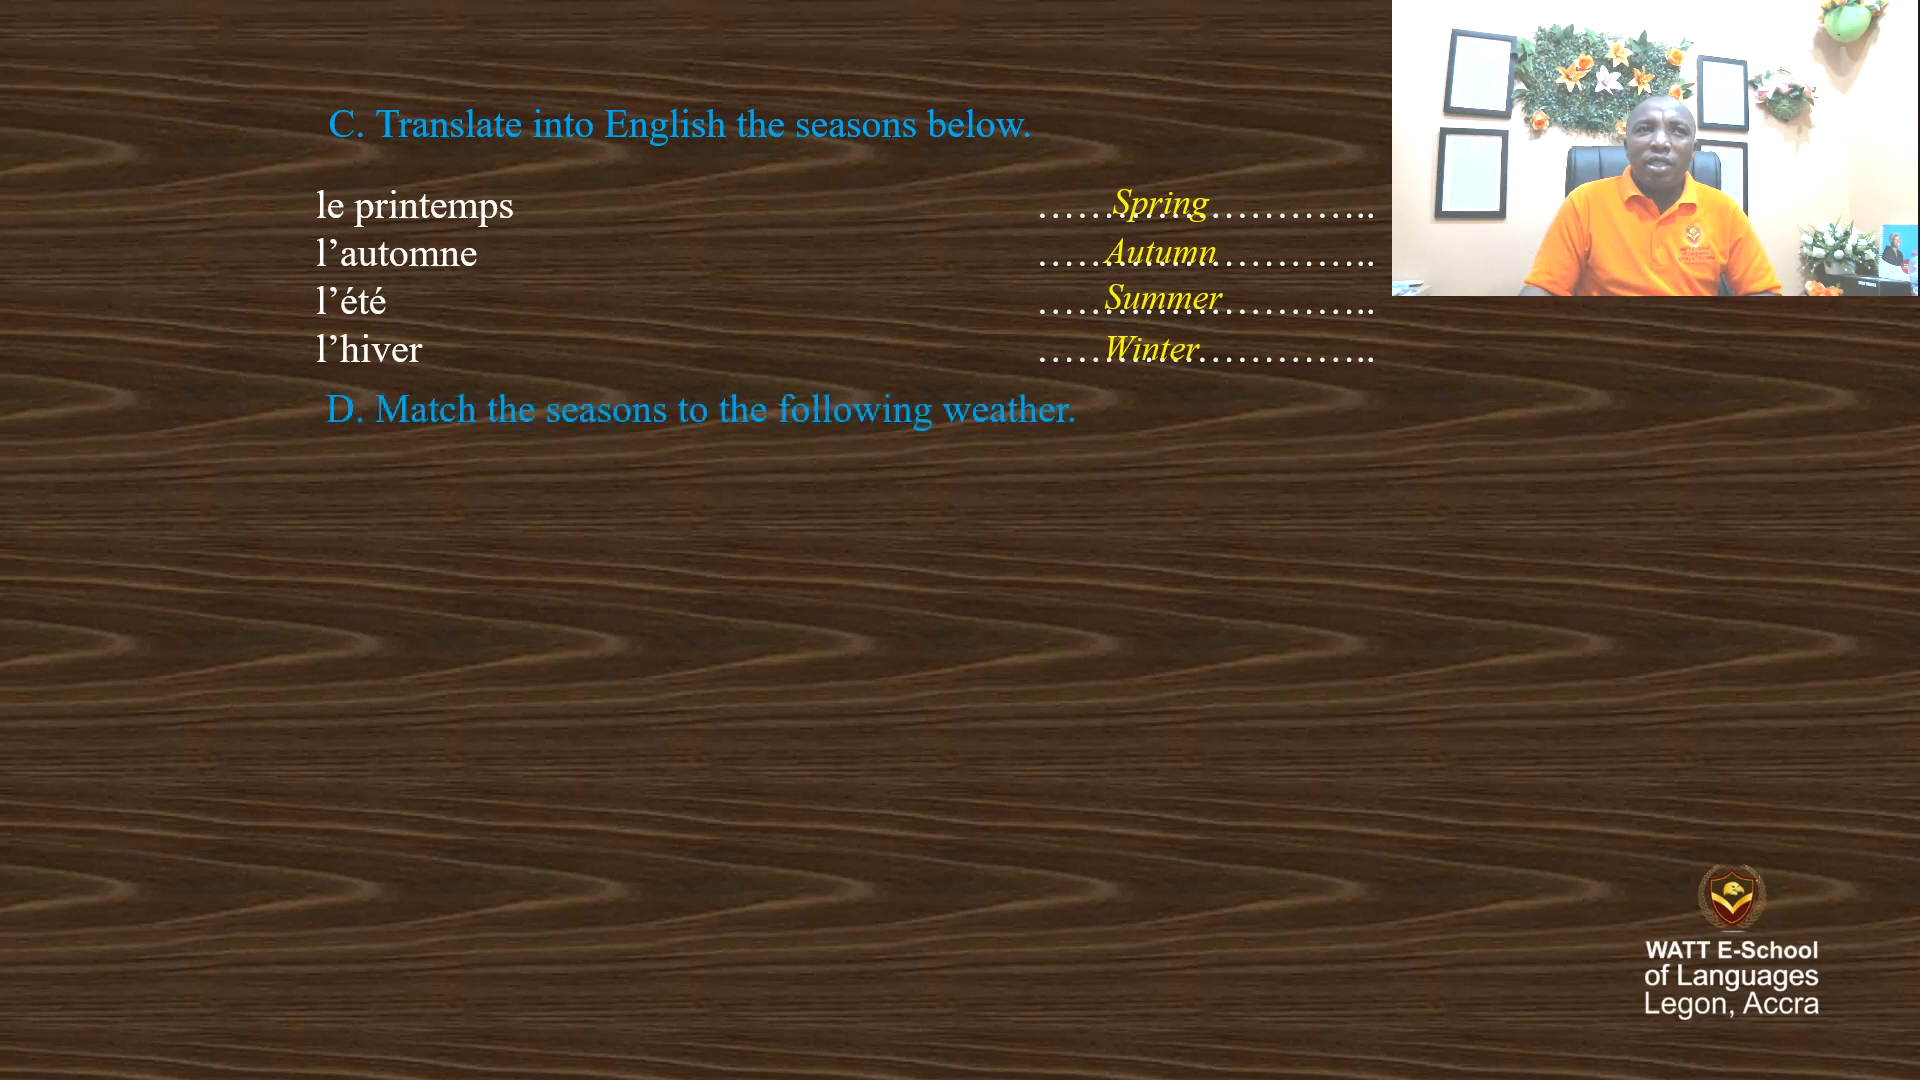 C. Translate into English the seasons below.
le printemps …...Spring…………..
l’automne …...Autumn…………..
l’été …...Summer…………..
l’hiver …...Winter…………..
D. Match the seasons to the following weather.
WATT E-School
of Languages
Legon, Accra